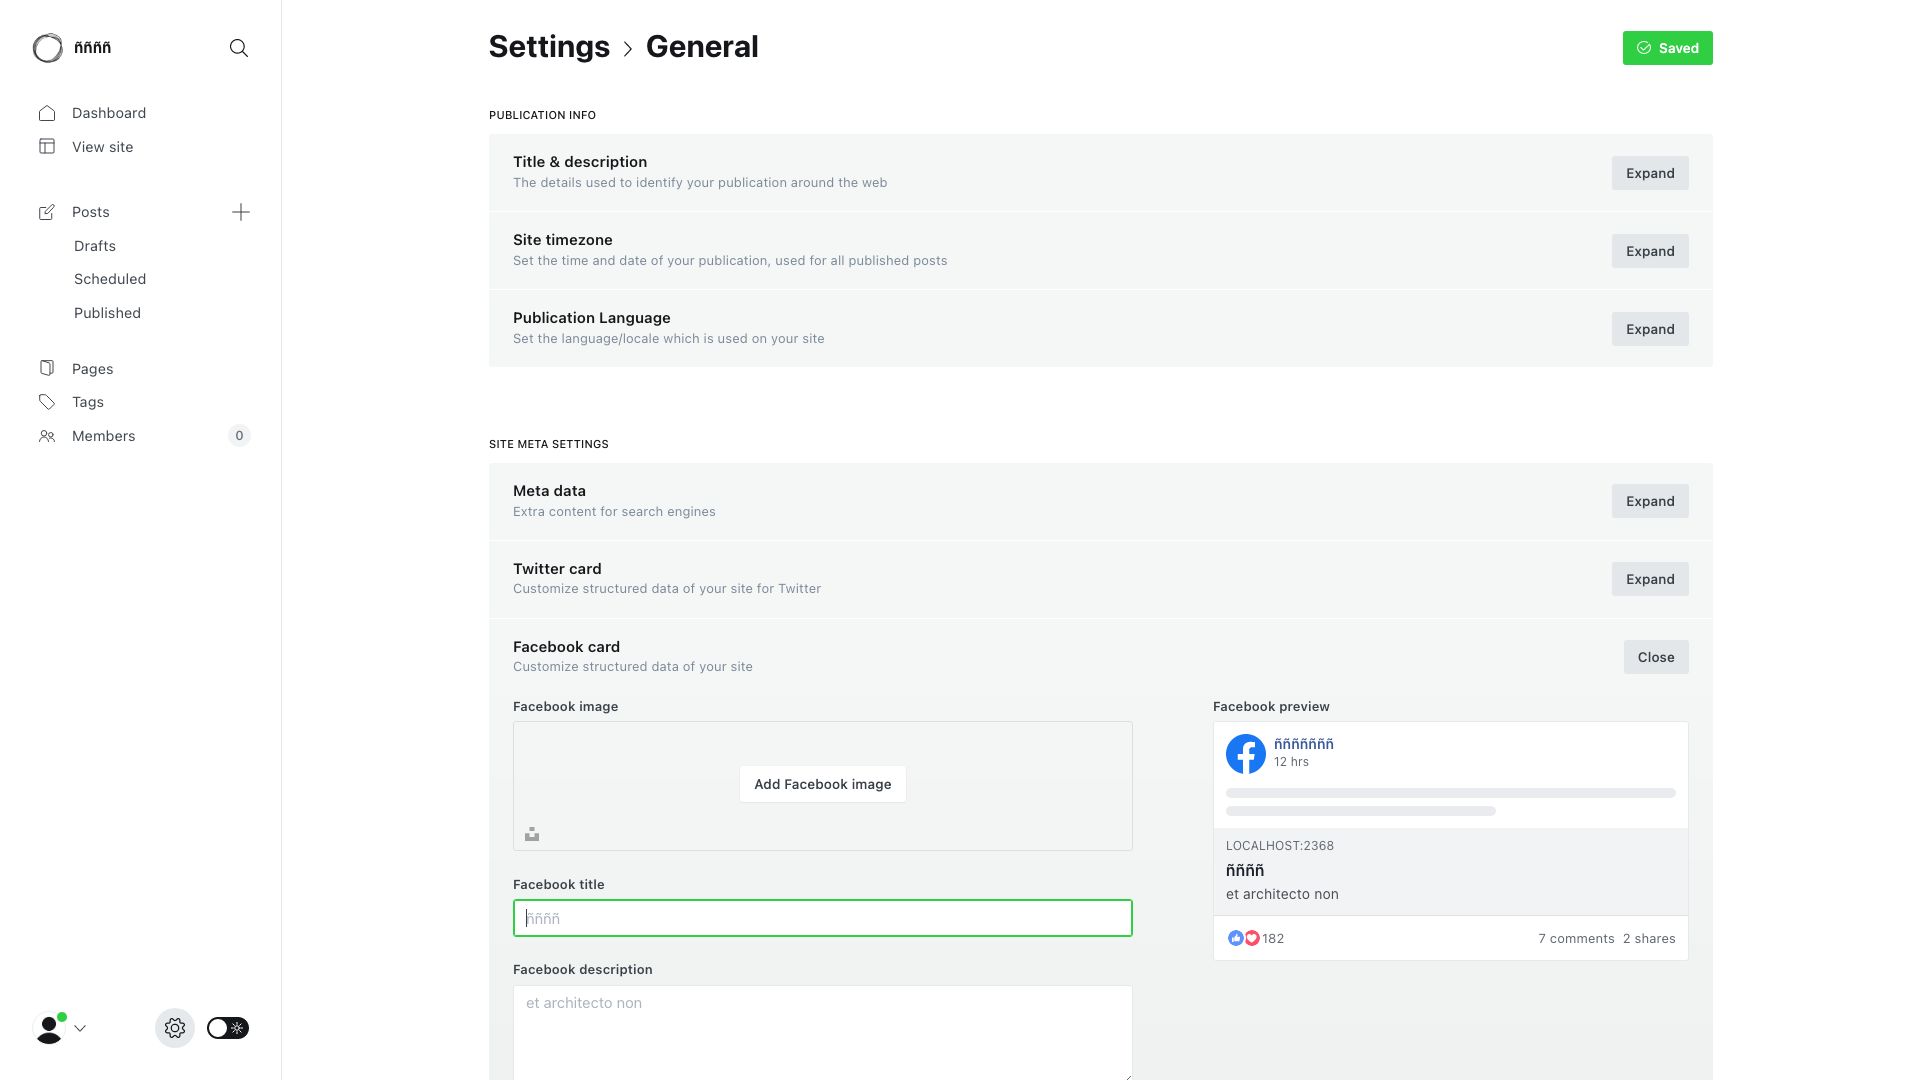 ññññ
Dashboard
View site
Posts
Drafts
Scheduled
Published
Pages
Tags
Members
0
Settings
General
Saved
PUBLICATION INFO
Title & description
The details used to identify your publication around the web
Expand
Site timezone
Set the time and date of your publication, used for all published posts
Expand
Publication Language
Set the language/locale which is used on your site
Expand
SITE META SETTINGS
Meta data
Extra content for search engines
Expand
Twitter card
Customize structured data of your site for Twitter
Expand
Facebook card
Customize structured data of your site
Close
Facebook image
Add Facebook image
Facebook title
ññññ
Facebook description
et architecto non
Facebook preview
ñññññññ
12 hrs
LOCALHOST:2368
ññññ
et architecto non
182
7 comments 2 shares